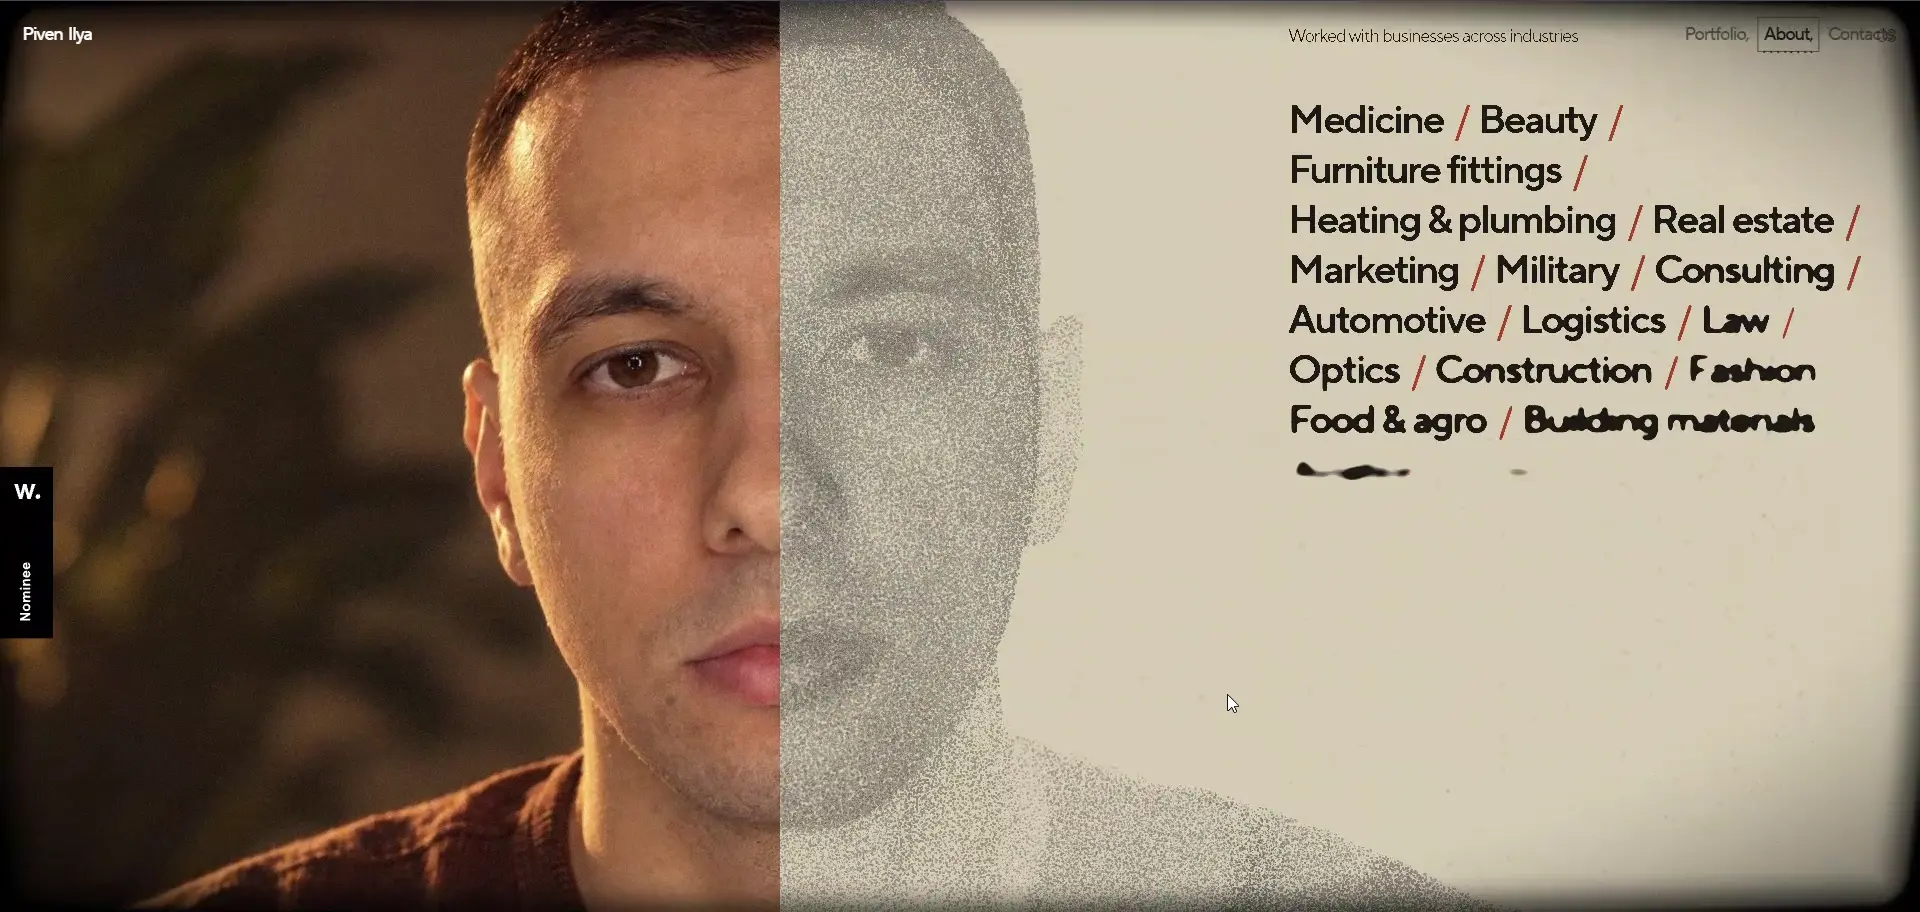 Piven Ilya
Worked with businesses across industries
Portfolio, About, Contacts
Medicine / Beauty /
Furniture fittings /
Heating & plumbing / Real estate /
Marketing / Military / Consulting /
Automotive / Logistics / Law /
Optics / Construction / Fashion
Food & agro / Building materials
W.
Nominee